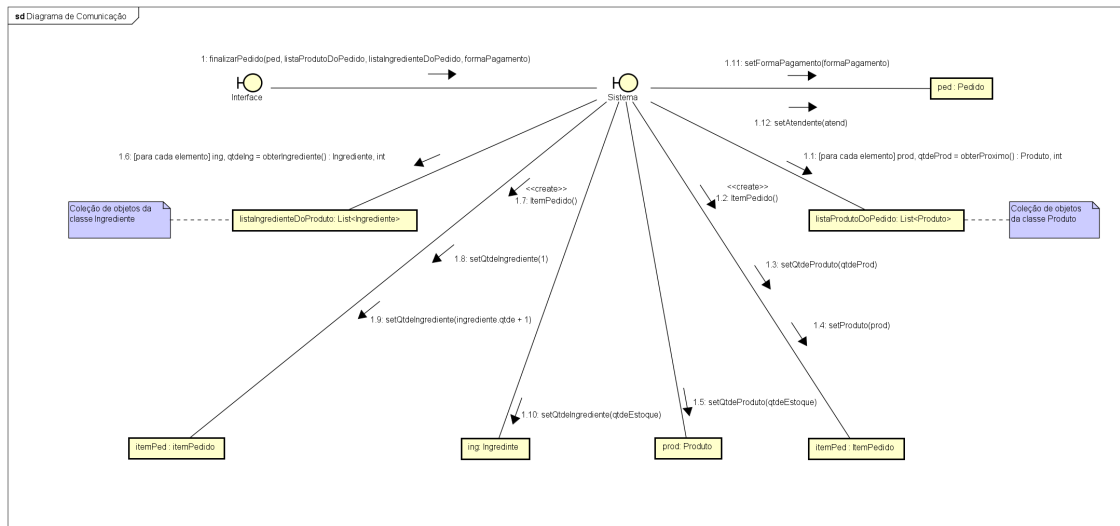 sd Diagrama de Comunicação
1: finalizarPedido(ped, listaProdutoDoPedido, listaIngredienteDoPedido, formaPagamento)
1.11: setFormaPagamento(formaPagamento)
Interface
Sistema
ped : Pedido
1.12: setAtendente(atend)
1.6: [para cada elemento] ing, qtdeIng = obterIngrediente() : Ingrediente, int
1.1: [para cada elemento] prod, qtdeProd = obterProximo() : Produto, int
<<create>>
1.7: ItemPedido()
<<create>>
1.2: ItemPedido()
Coleção de objetos da
classe Ingrediente
listaIngredienteDoProduto: List<Ingrediente>
listaProdutoDoPedido: List<Produto>
Coleção de objetos
da classe Produto
1.8: setQtdeIngrediente(1)
1.3: setQtdeProduto(qtdeProd)
1.9: setQtdeIngrediente(ingrediente.qtde + 1)
1.4: setProduto(prod)
1.5: setQtdeProduto(qtdeEstoque)
1.10: setQtdeIngrediente(qtdeEstoque)
itemPed : itemPedido
ing: Ingredinte
prod: Produto
itemPed : ItemPedido